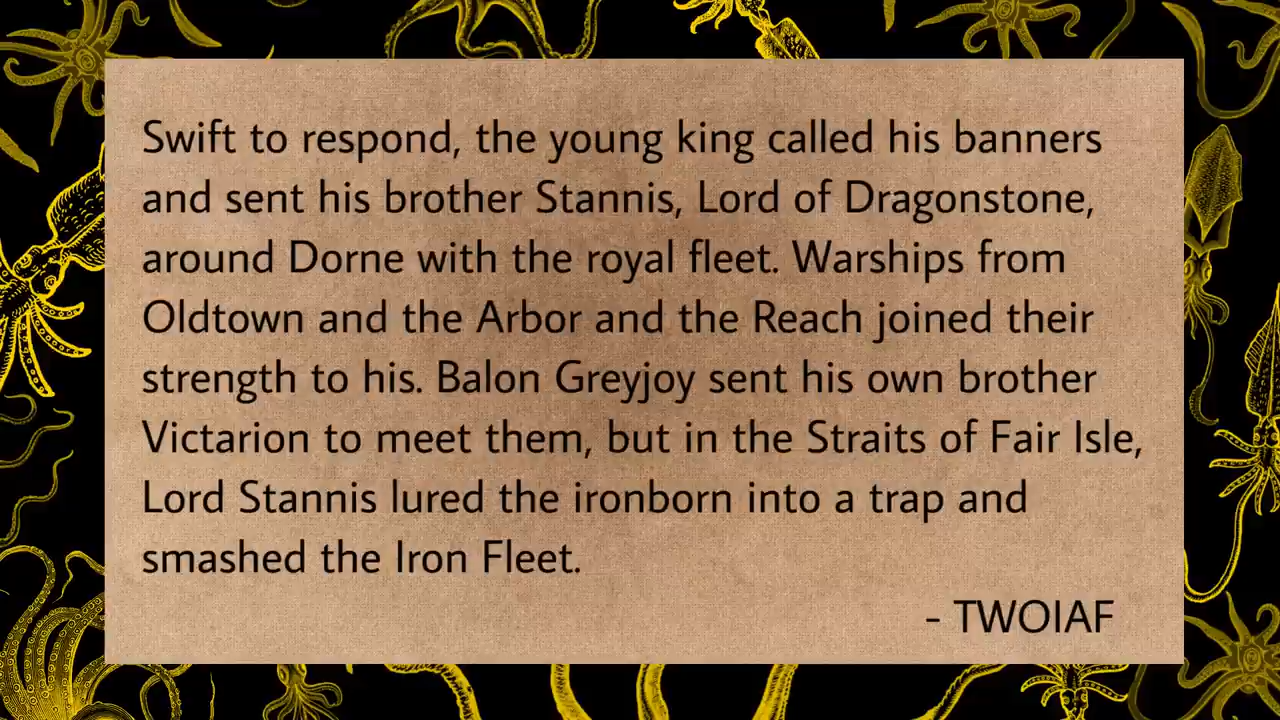 Swift to respond, the young king called his banners
and sent his brother Stannis, Lord of Dragonstone,
around Dorne with the royal fleet. Warships from
Oldtown and the Arbor and the Reach joined their
strength to his. Balon Greyjoy sent his own brother
Victarion to meet them, but in the Straits of Fair Isle,
Lord Stannis lured the ironborn into a trap and
smashed the Iron Fleet.
- TWOIAF